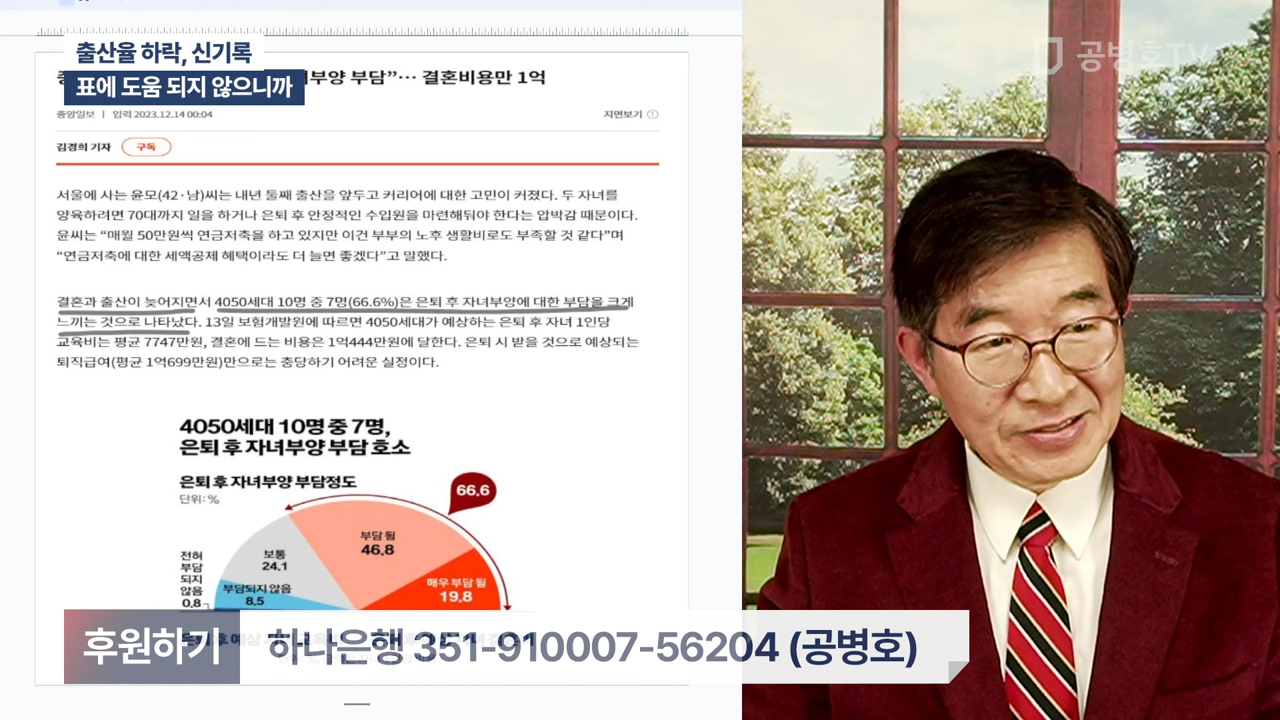 출산율 하락, 신기록
표에 도움 되지 않으니까
부양 부담”… 결혼비용만 1억
중앙일보 | 입력 2023.12.14 00:04
지면보기
김경희 기자
구독
서울에 사는 윤모(42·남)씨는 내년 둘째 출산을 앞두고 커리어에 대한 고민이 커졌다. 두 자녀를
양육하려면 70대까지 일을 하거나 은퇴 후 안정적인 수입원을 마련해둬야 한다는 압박감 때문이다.
윤씨는 “매월 50만원씩 연금저축을 하고 있지만 이건 부부의 노후 생활비로도 부족할 것 같다”며
“연금저축에 대한 세액공제 혜택이라도 더 늘면 좋겠다”고 말했다.
결혼과 출산이 늦어지면서 4050세대 10명 중 7명(66.6%)은 은퇴 후 자녀부양에 대한 부담을 크게
느끼는 것으로 나타났다. 13일 보험개발원에 따르면 4050세대가 예상하는 은퇴 후 자녀 1인당
교육비는 평균 7747만원, 결혼에 드는 비용은 1억444만원에 달한다. 은퇴 시 받을 것으로 예상되는
퇴직급여(평균 1억699만원)만으로는 충당하기 어려운 실정이다.
4050세대 10명 중 7명,
은퇴 후 자녀부양 부담 호소
은퇴 후 자녀부양 부담정도
단위: %
66.6
부담 됨
46.8
보통
24.1
매우 부담 됨
19.8
부담되지 않음
8.5
전혀
부담
되지
않음
0.8
후원하기
하나은행 351-910007-56204 (공병호)
공병호TV